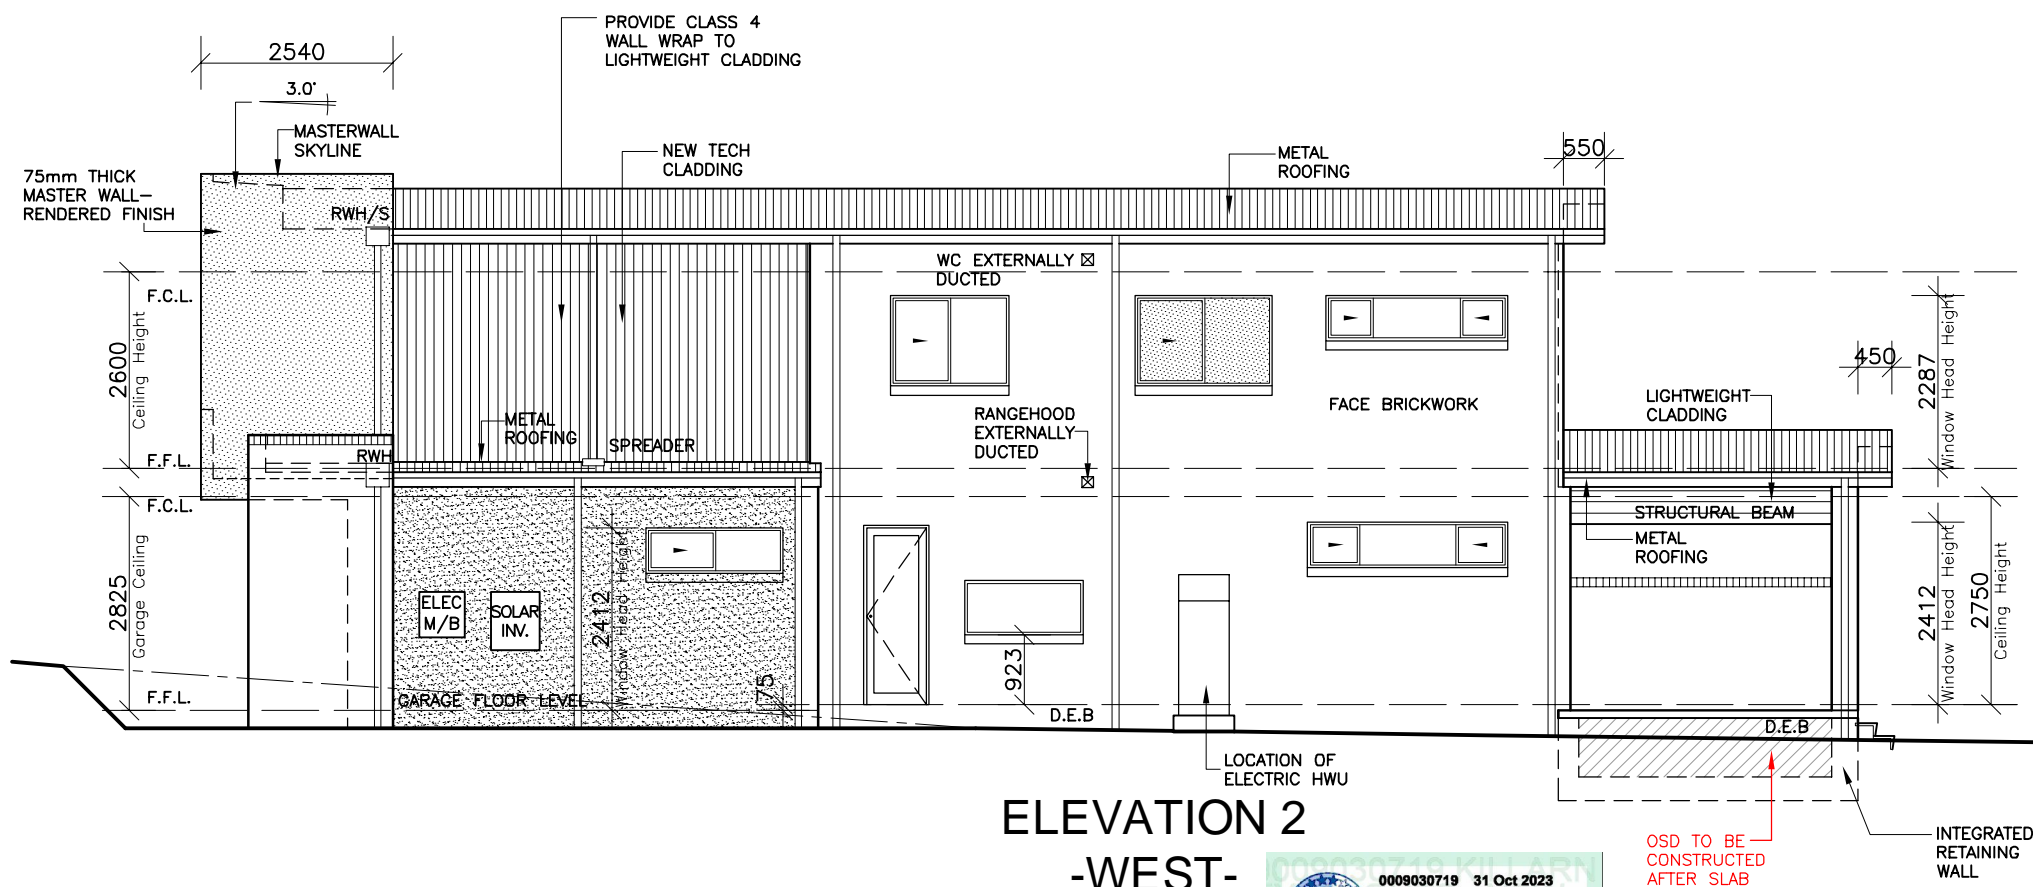 PROVIDE CLASS 4
WALL WRAP TO
LIGHTWEIGHT CLADDING
2540
3.0°
MASTERWALL
SKYLINE
NEW TECH
CLADDING
METAL
ROOFING
550
75mm THICK
MASTER WALL-
RENDERED FINISH
RWH/S
WC EXTERNALLY
DUCTED
F.C.L.
2600
Ceiling Height
2287
Window Head Height
450
LIGHTWEIGHT
CLADDING
FACE BRICKWORK
METAL
ROOFING
SPREADER
RANGEHOOD
EXTERNALLY
DUCTED
RWH
F.F.L.
F.C.L.
STRUCTURAL BEAM
METAL
ROOFING
2825
Garage Ceiling
ELEC
M/B
SOLAR
INV.
2412
Window Head Height
2412
Window Head Height
2750
Ceiling Height
923
75
F.F.L.
GARAGE FLOOR LEVEL
D.E.B
D.E.B
LOCATION OF
ELECTRIC HWU
ELEVATION 2
-WEST-
OSD TO BE
CONSTRUCTED
AFTER SLAB
INTEGRATED
RETAINING
WALL
0009030719 KILLARN
0009030719 31 Oct 2023